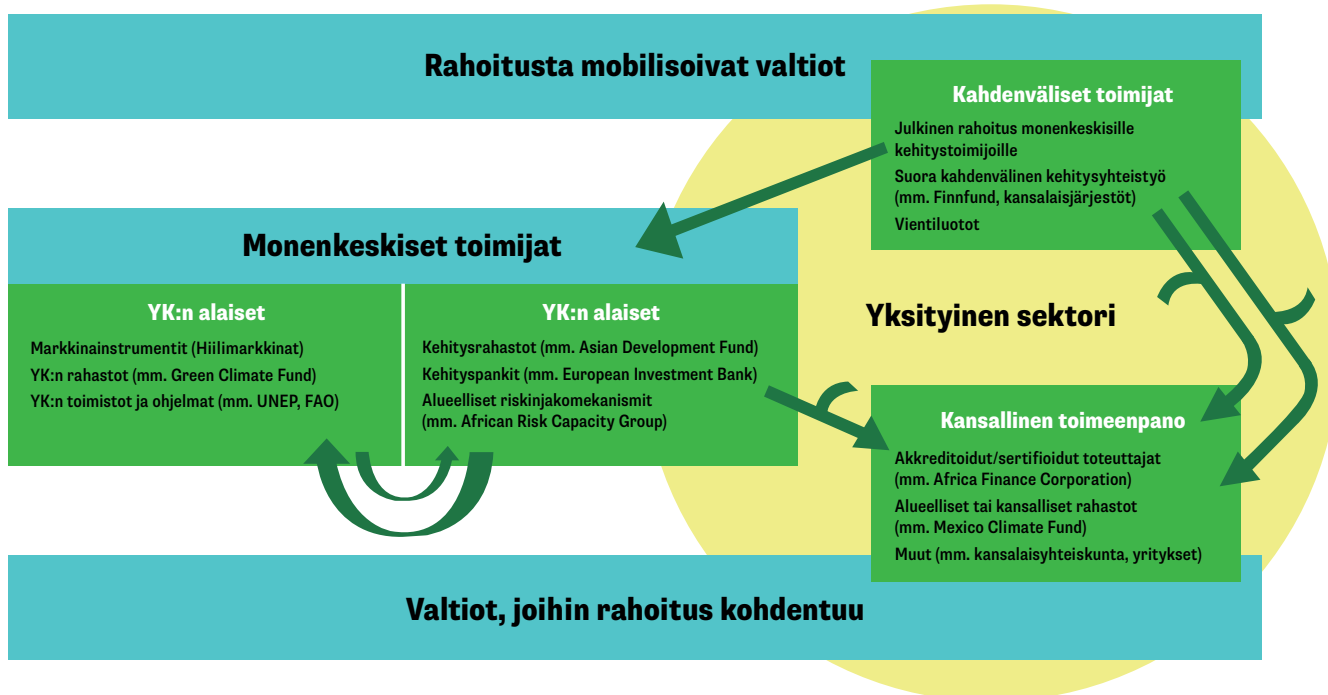 Rahoitusta mobilisoivat valtiot
Kahdenväliset toimijat
Julkinen rahoitus monenkeskisille
kehitystoimijoille
Suora kahdenvälinen kehitysyhteistyö
(mm. Finnfund, kansalaisjärjestöt)
Vientiluotot
Monenkeskiset toimijat
YK:n alaiset
Markkinainstrumentit (Hiilimarkkinat)
YK:n rahastot (mm. Green Climate Fund)
YK:n toimistot ja ohjelmat (mm. UNEP, FAO)
YK:n alaiset
Kehitysrahastot (mm. Asian Development Fund)
Kehityspankit (mm. European Investment Bank)
Alueelliset riskinjakomekanismit
(mm. African Risk Capacity Group)
Yksityinen sektori
Kansallinen toimeenpano
Akkreditoidut/sertifioidut toteuttajat
(mm. Africa Finance Corporation)
Alueelliset tai kansalliset rahastot
(mm. Mexico Climate Fund)
Muut (mm. kansalaisyhteiskunta, yritykset)
Valtiot, joihin rahoitus kohdentuu